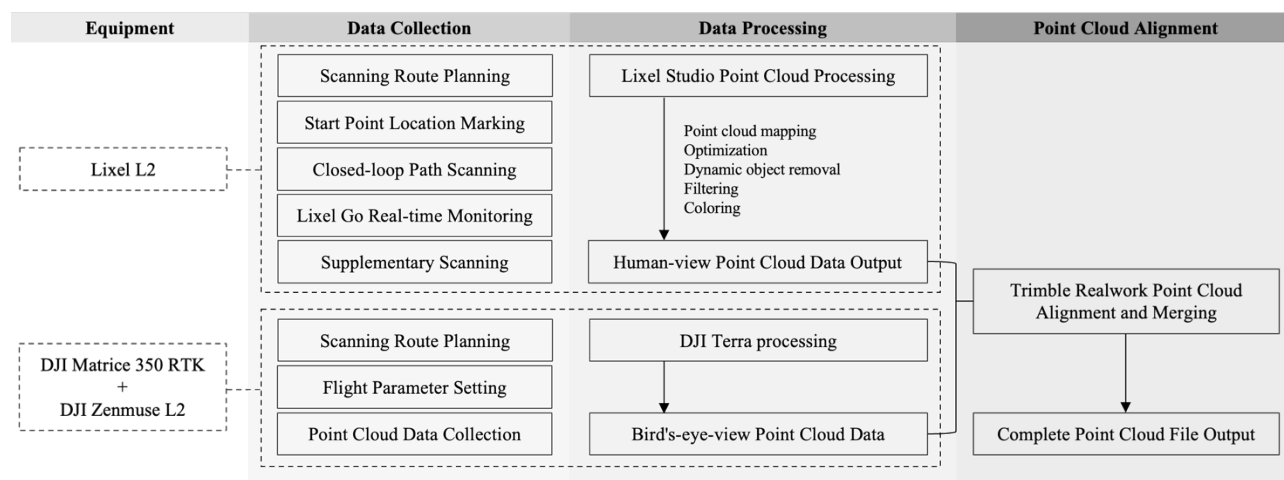 Equipment
Data Collection
Data Processing
Point Cloud Alignment
Lixel L2
Scanning Route Planning
Start Point Location Marking
Closed-loop Path Scanning
Lixel Go Real-time Monitoring
Supplementary Scanning
Lixel Studio Point Cloud Processing
Point cloud mapping
Optimization
Dynamic object removal
Filtering
Coloring
Human-view Point Cloud Data Output
DJI Matrice 350 RTK
+
DJI Zenmuse L2
Scanning Route Planning
Flight Parameter Setting
Point Cloud Data Collection
DJI Terra processing
Bird's-eye-view Point Cloud Data
Trimble Realwork Point Cloud
Alignment and Merging
Complete Point Cloud File Output